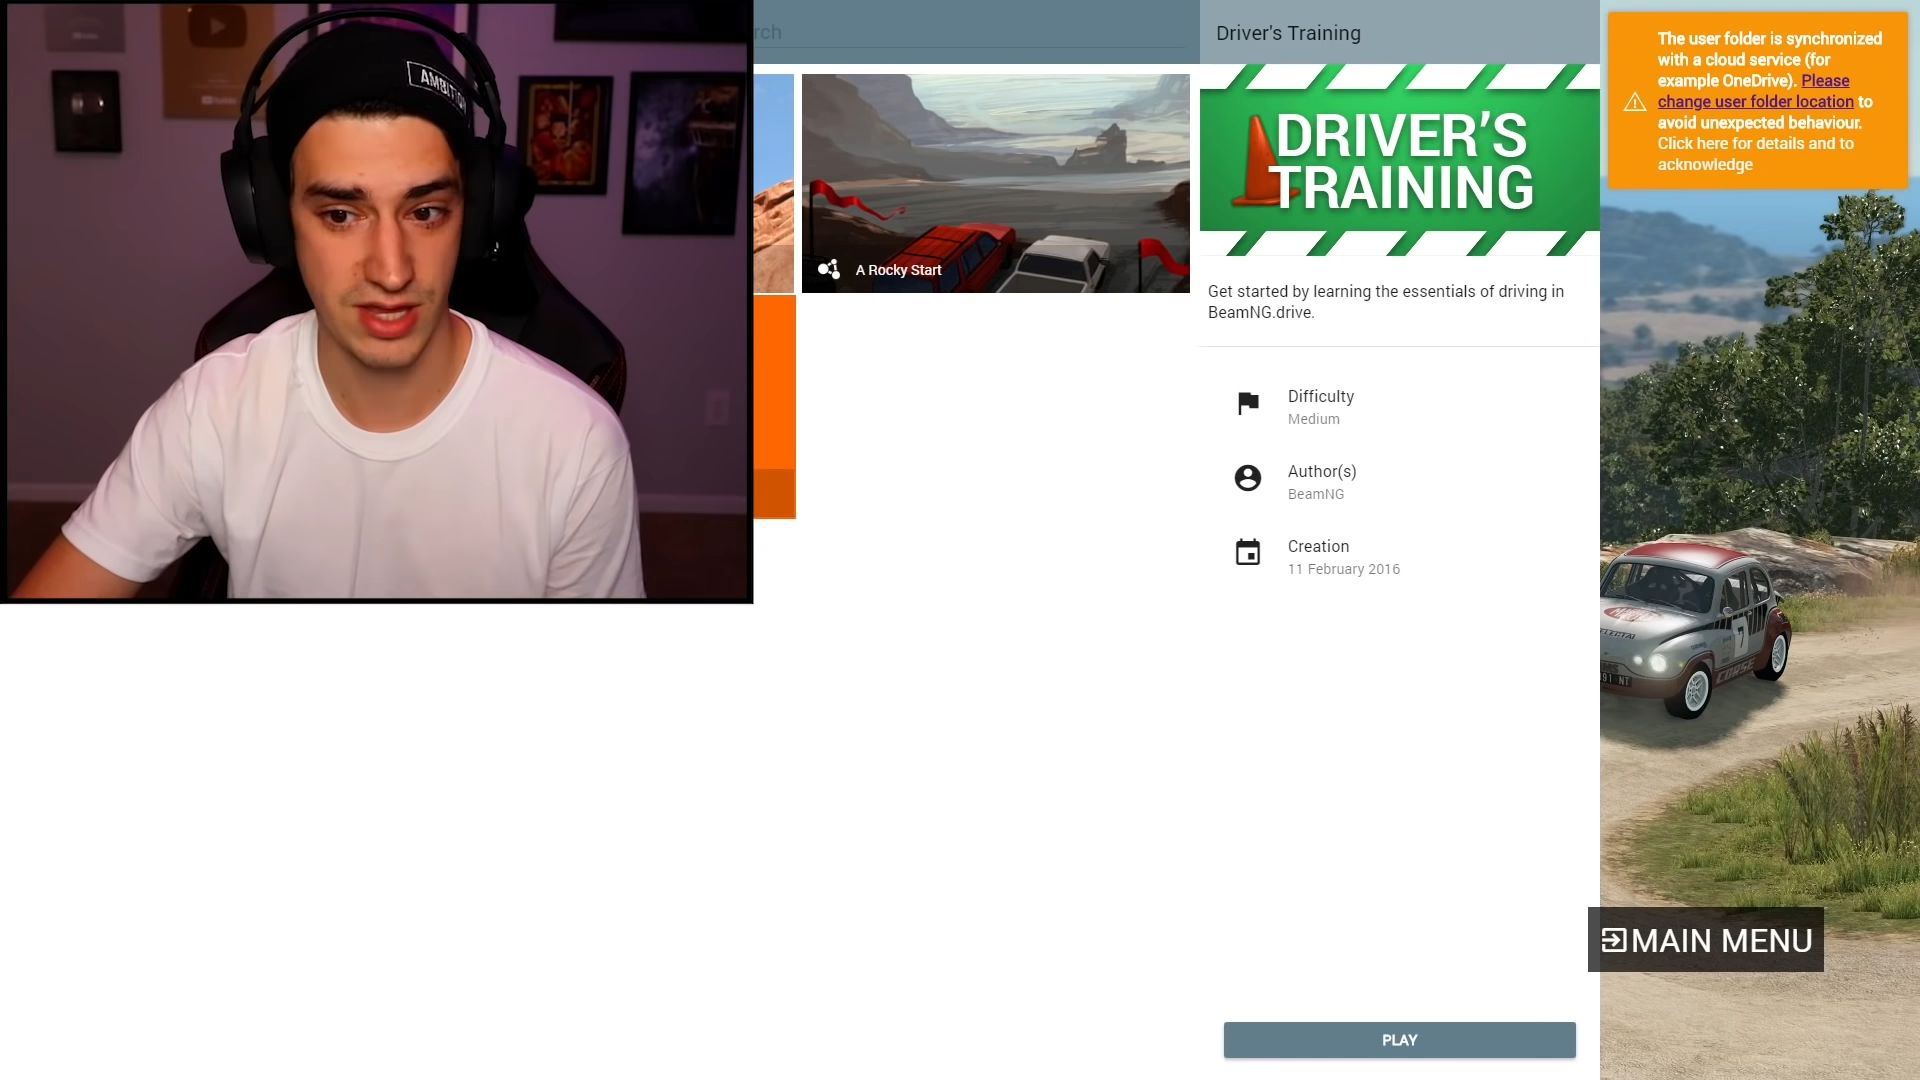 AMBITION
rch
A Rocky Start
Driver's Training
DRIVER'S
TRAINING
Get started by learning the essentials of driving in
BeamNG.drive.
Difficulty
Medium
Author(s)
BeamNG
Creation
11 February 2016
PLAY
The user folder is synchronized
with a cloud service (for
example OneDrive). Please
change user folder location to
avoid unexpected behaviour.
Click here for details and to
acknowledge
7
CORSE
MAIN MENU